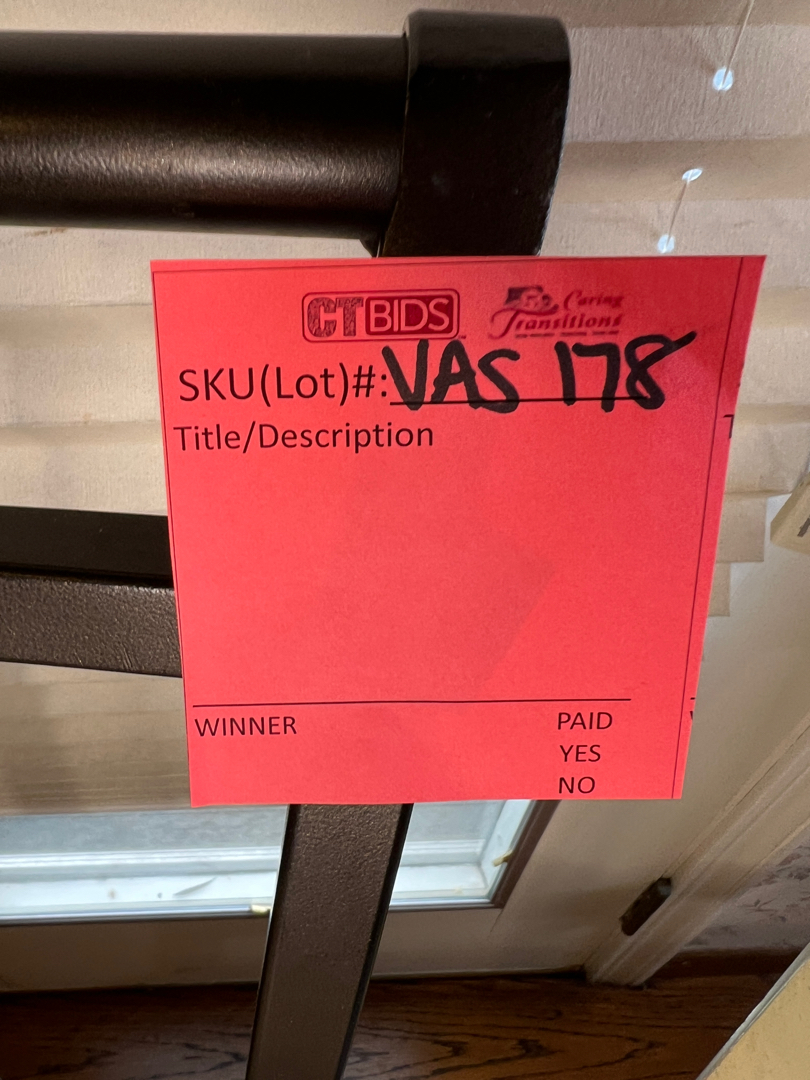 CTBIDS
Caring
Transitions
SKU(Lot)#: VAS 178
Title/Description
WINNER
PAID
YES
NO